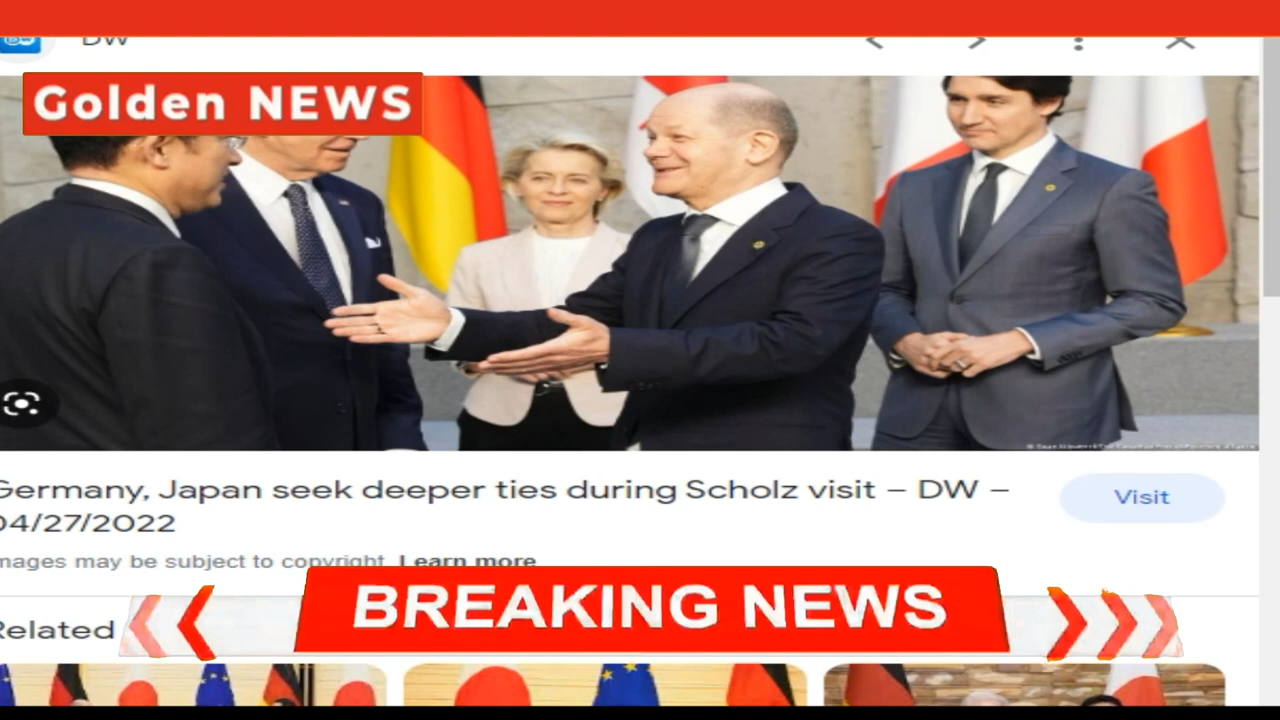 DW
Golden NEWS
Germany, Japan seek deeper ties during Scholz visit – DW –
04/27/2022
Images may be subject to copyright. Learn more
Visit
BREAKING NEWS
Related